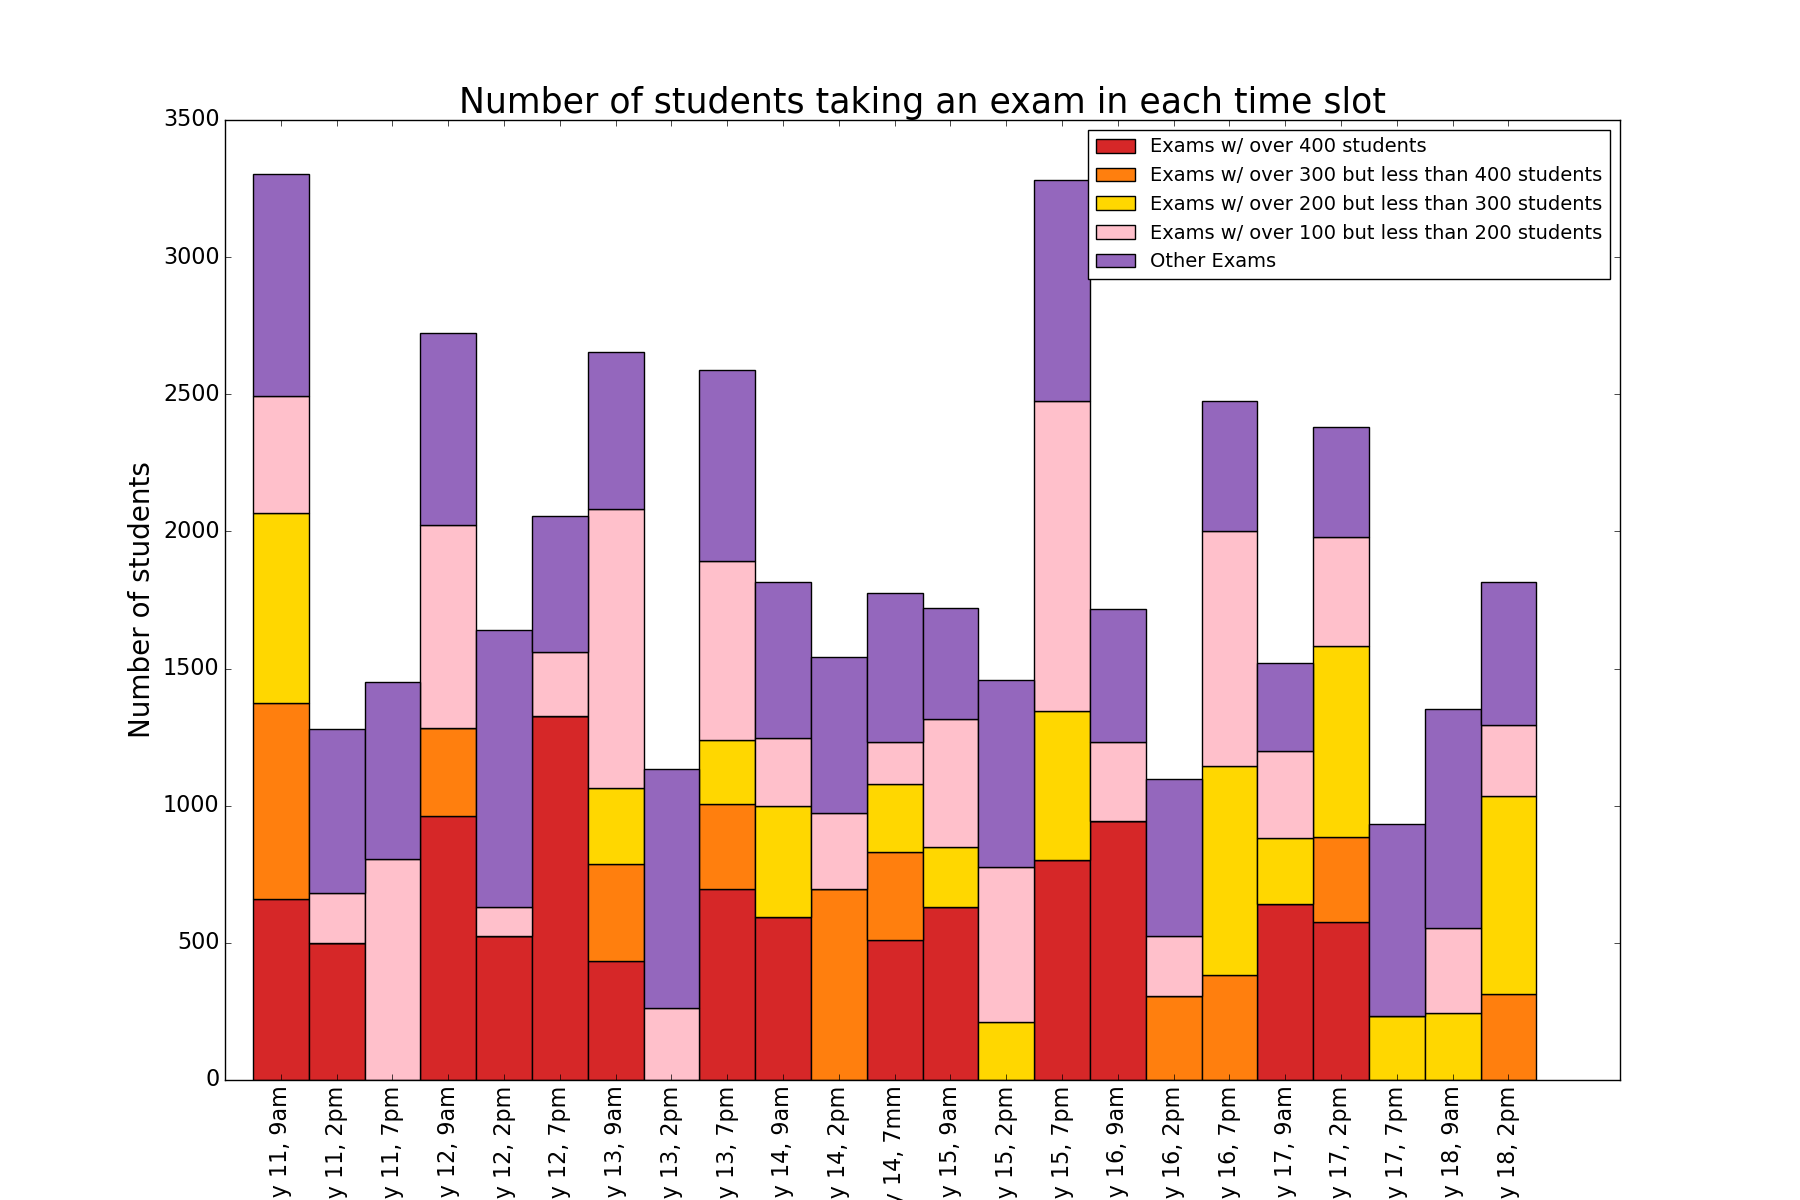 Number of students taking an exam in each time slot
Exams w/ over 400 students
Exams w/ over 300 but less than 400 students
Exams w/ over 200 but less than 300 students
Exams w/ over 100 but less than 200 students
Other Exams
Number of students
3500
3000
2500
2000
1500
1000
500
0
y 11, 9am
y 11, 2pm
y 11, 7pm
y 12, 9am
y 12, 2pm
y 12, 7pm
y 13, 9am
y 13, 2pm
y 13, 7pm
y 14, 9am
y 14, 2pm
y 14, 7mm
y 15, 9am
y 15, 2pm
y 15, 7pm
y 16, 9am
y 16, 2pm
y 16, 7pm
y 17, 9am
y 17, 2pm
y 17, 7pm
y 18, 9am
y 18, 2pm